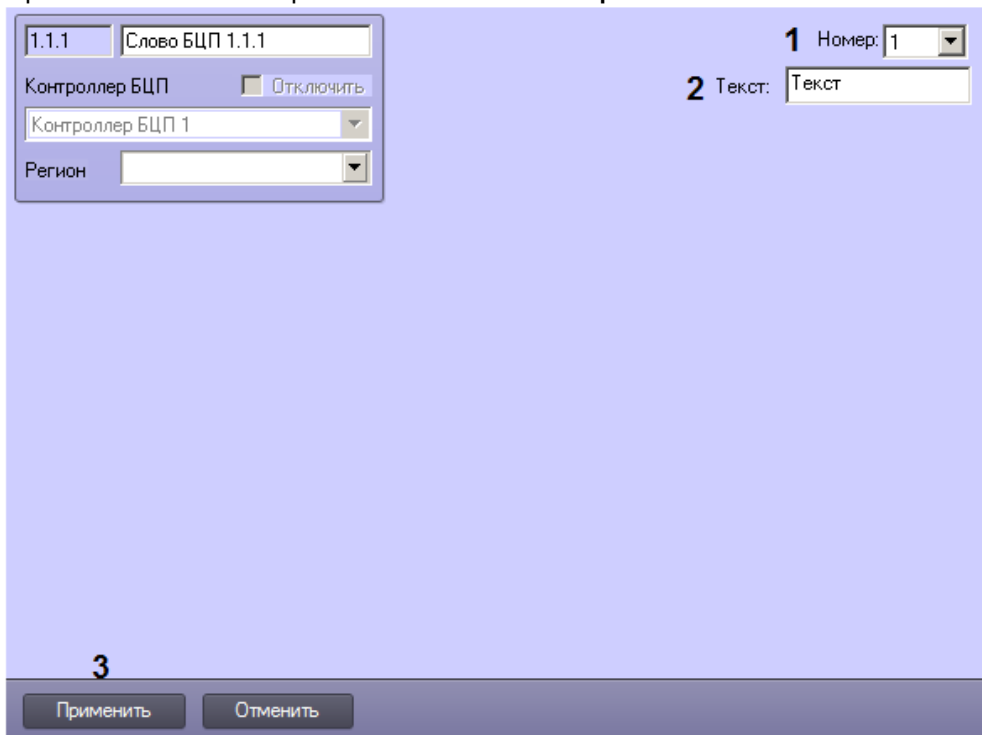 1.1.1 Слово БЦП 1.1.1
Контроллер БЦП Отключить
Контроллер БЦП 1
Регион
1 Номер: 1
2 Текст: Текст
3
Применить Отменить